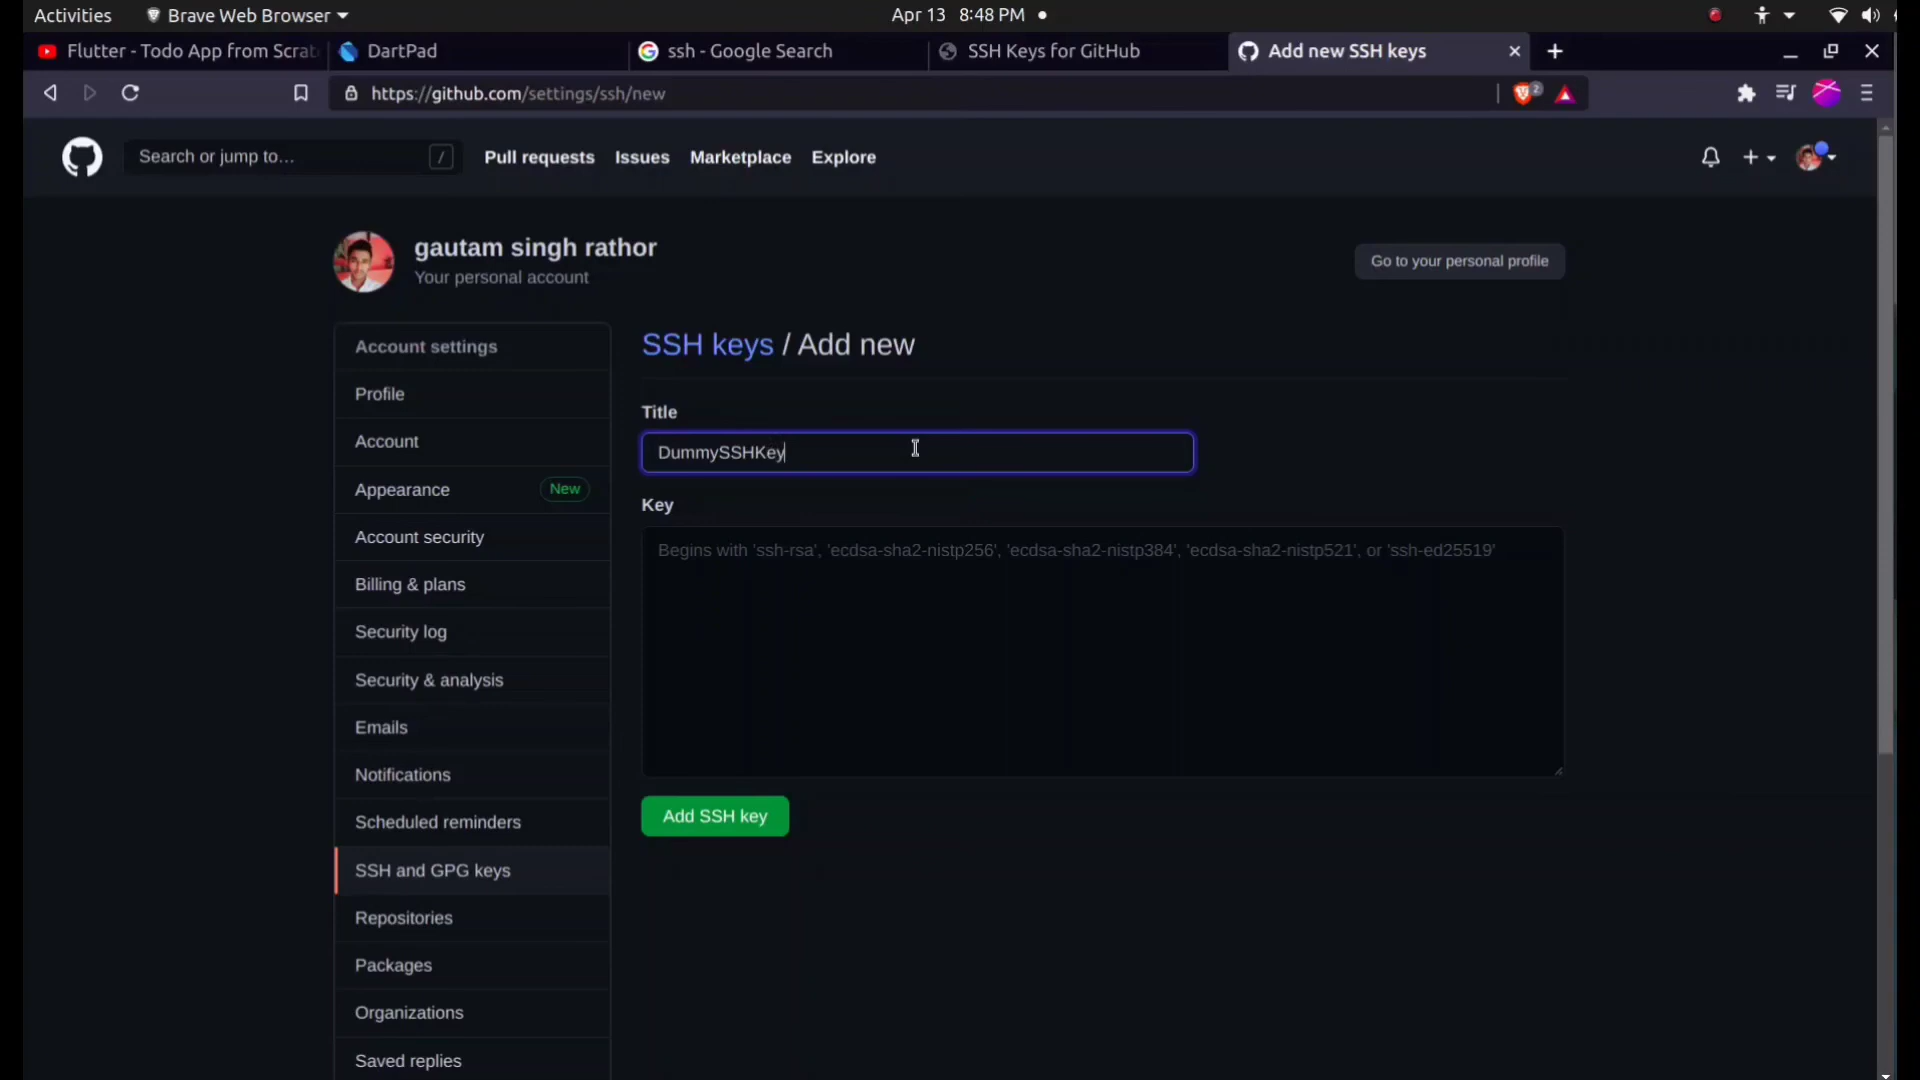 Activities
Brave Web Browser
Apr 13 8:48 PM
Flutter - Todo App from Scrat
DartPad
ssh - Google Search
SSH Keys for GitHub
Add new SSH keys
https://github.com/settings/ssh/new
2
Search or jump to…
/
Pull requests
Issues
Marketplace
Explore
gautam singh rathor
Your personal account
Go to your personal profile
Account settings
Profile
Account
Appearance
New
Account security
Billing & plans
Security log
Security & analysis
Emails
Notifications
Scheduled reminders
SSH and GPG keys
Repositories
Packages
Organizations
Saved replies
SSH keys / Add new
Title
DummySSHKey
Key
Begins with 'ssh-rsa', 'ecdsa-sha2-nistp256', 'ecdsa-sha2-nistp384', 'ecdsa-sha2-nistp521', or 'ssh-ed25519'
Add SSH key